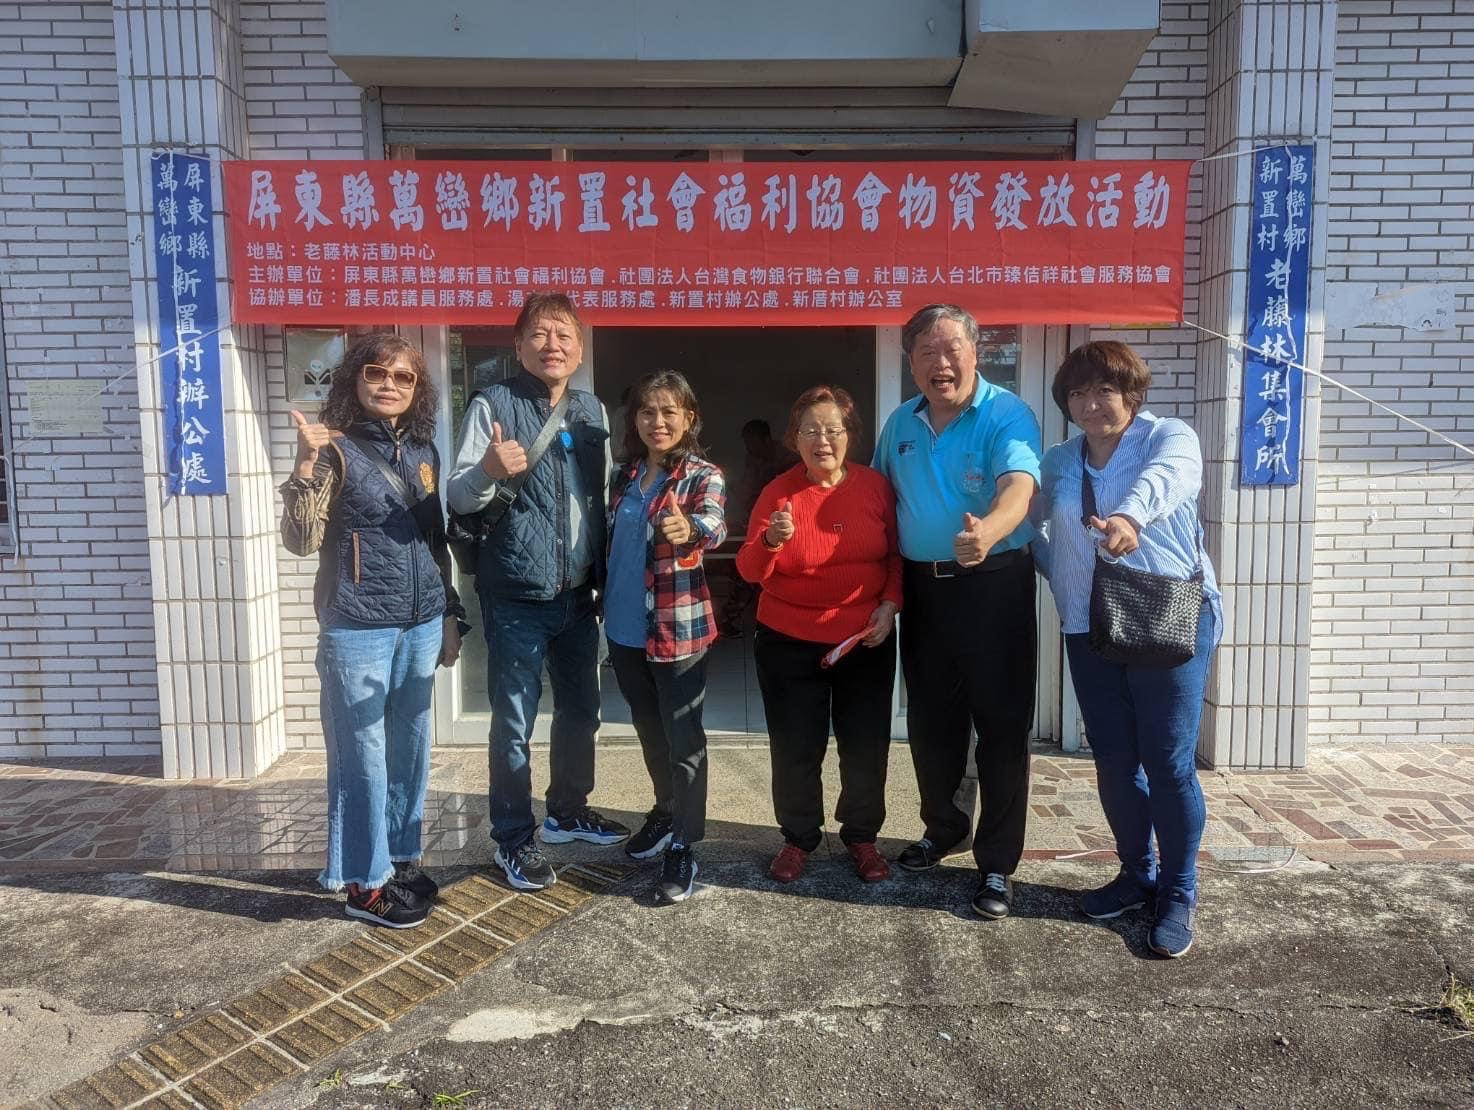 屏東縣萬巒鄉新置社會福利協會物資發放活動
地點：老藤林活動中心
主辦單位：屏東縣萬巒鄉新置社會福利協會.社團法人台灣食物銀行聯合會.社團法人台北市臻佶祥社會服務協會
協辦單位：潘長成議員服務處.湯 代表服務處.新置村辦公處.新厝村辦公室
屏東縣
萬巒鄉
新置村辦公處
萬巒鄉
新置村
老藤林集會所